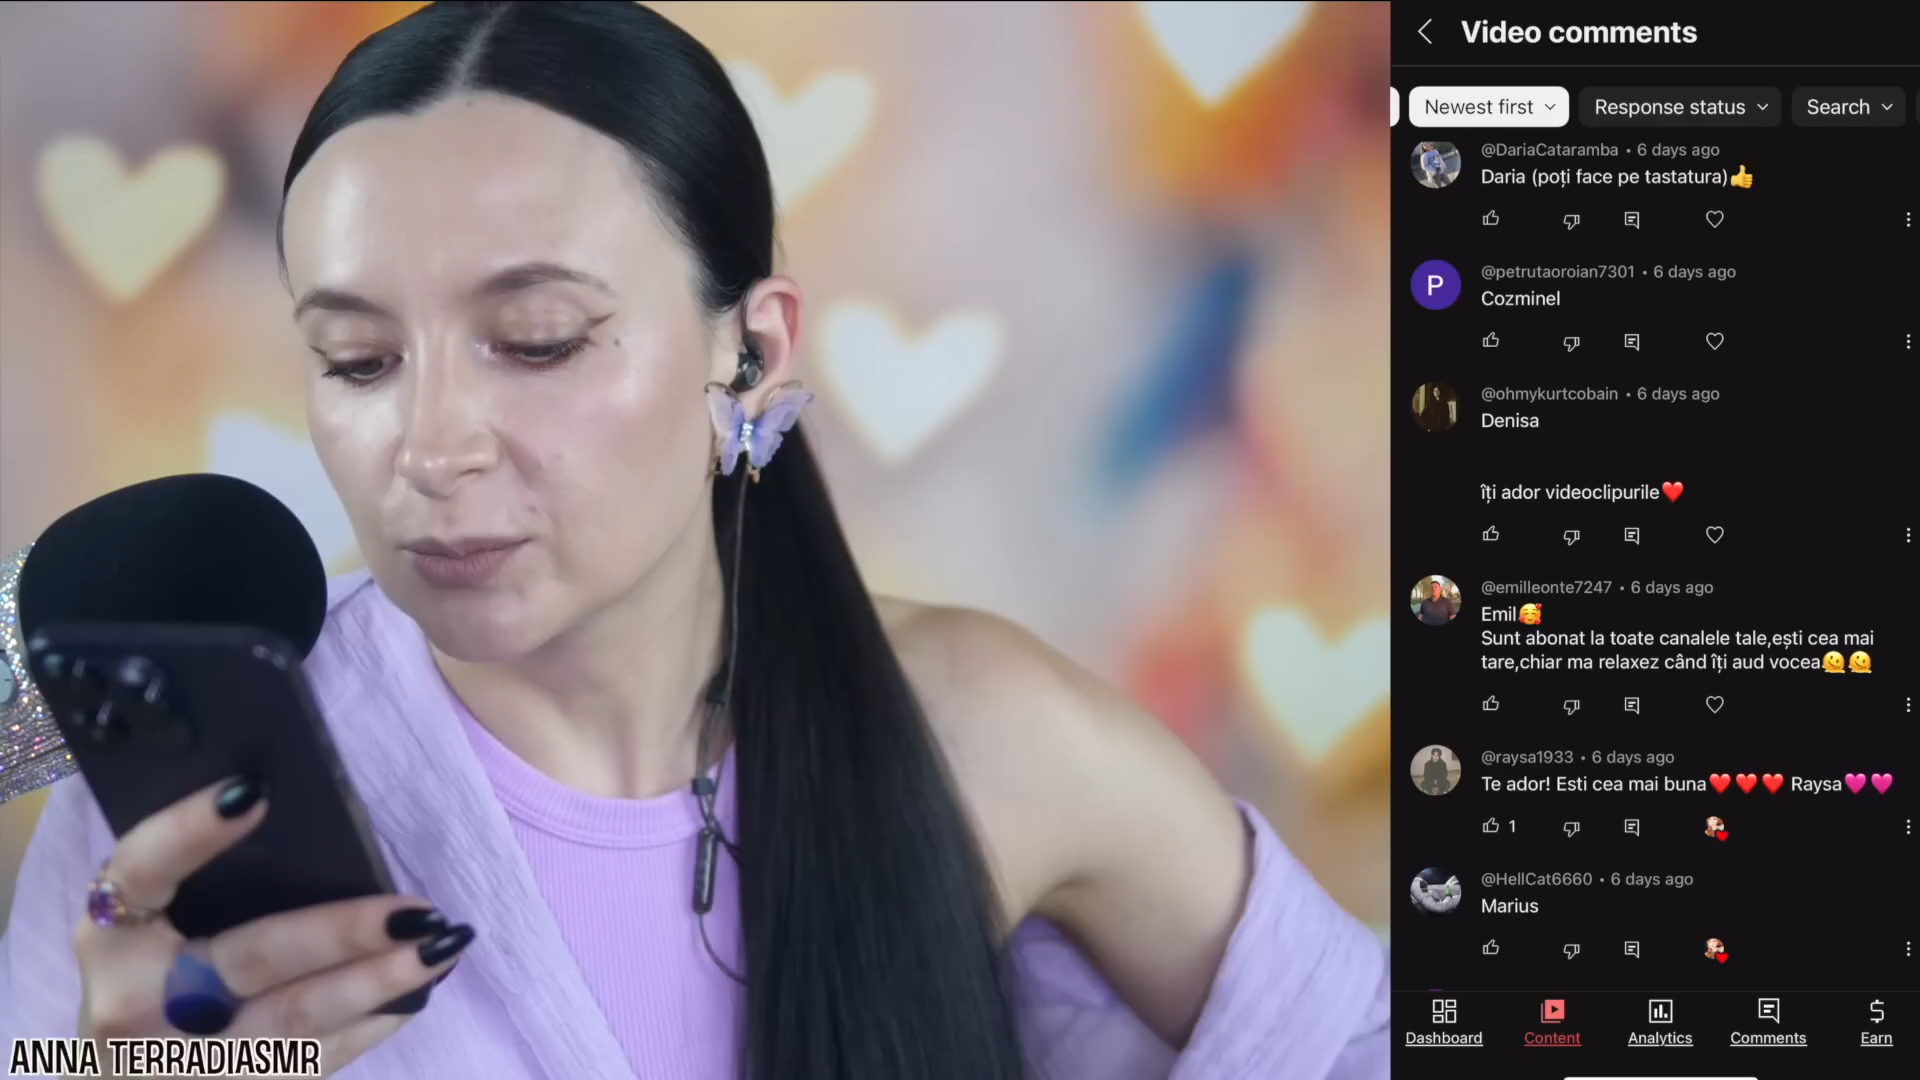 Video comments
Newest first
Response status
Search
@DariaCataramba • 6 days ago
Daria (poți face pe tastatura)👍
@petrutaoroian7301 • 6 days ago
P
Cozminel
@ohmykurtcobain • 6 days ago
Denisa
îți ador videoclipurile❤️
@emilleonte7247 • 6 days ago
Emil🥰
Sunt abonat la toate canalele tale,ești cea mai
tare,chiar ma relaxez când îți aud vocea🫠🫠
@raysa1933 • 6 days ago
Te ador! Esti cea mai buna❤️❤️❤️ Raysa💕💕
1
@HellCat6660 • 6 days ago
Marius
Dashboard
Content
Analytics
Comments
Earn
ANNA TERRADIASMR